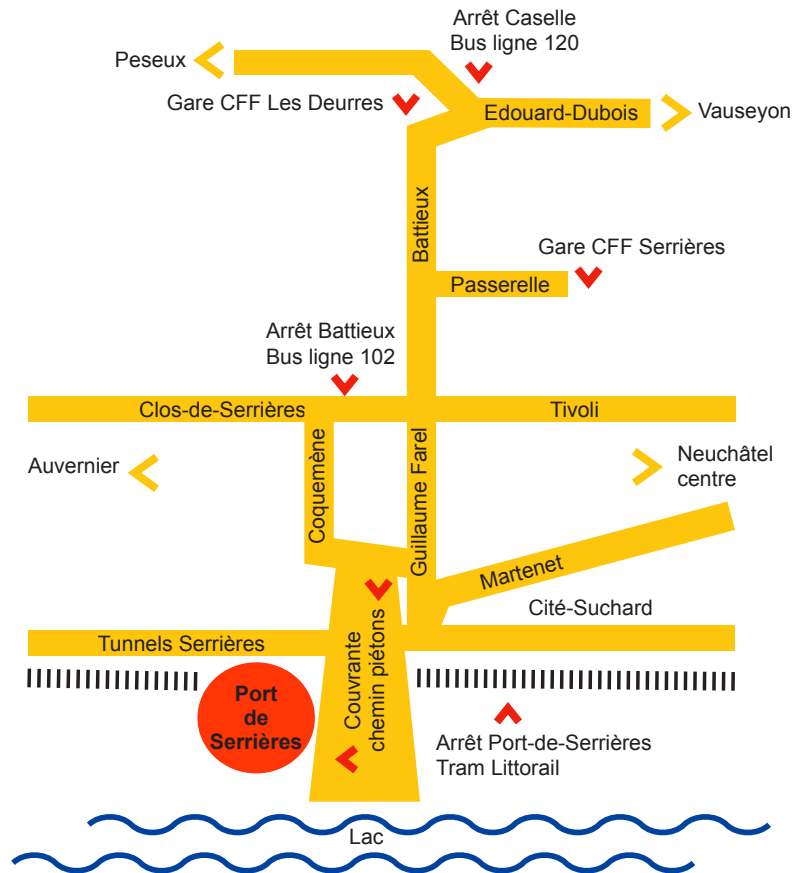 Arrêt Caselle
Bus ligne 120
Peseux
Gare CFF Les Deurres
Edouard-Dubois
Vauseyon
Battieux
Gare CFF Serrières
Passerelle
Arrêt Battieux
Bus ligne 102
Clos-de-Serrières
Tivoli
Auvernier
Coquemène
Guillaume Farel
Neuchâtel
centre
Martenet
Cité-Suchard
Tunnels Serrières
Couvrante
chemin piétons
Port
de
Serrières
Arrêt Port-de-Serrières
Tram Littorail
Lac